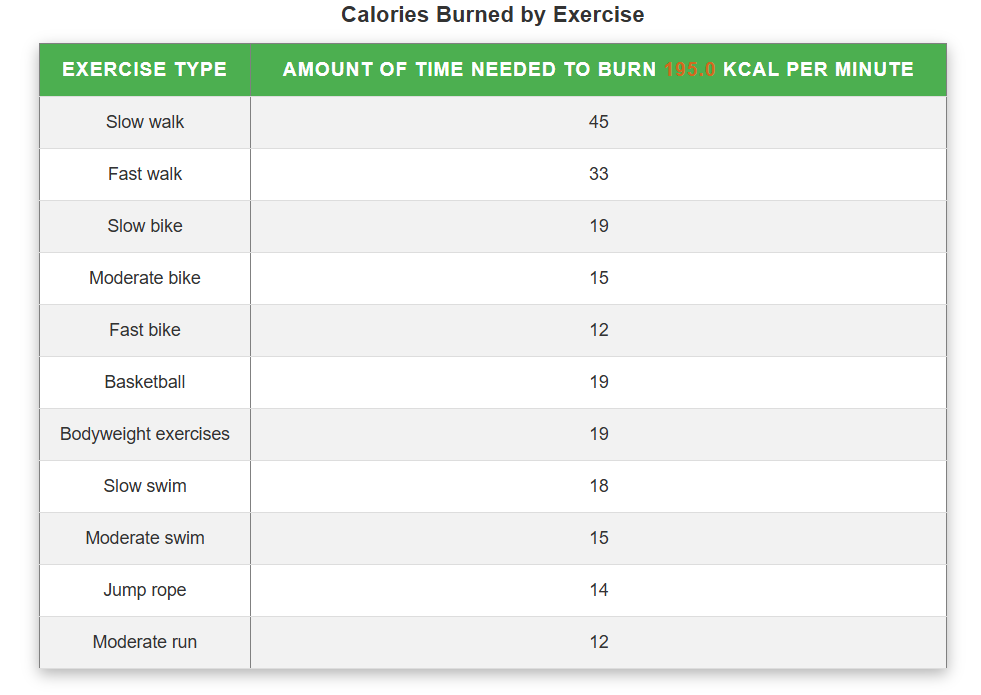 Calories Burned by Exercise
EXERCISE TYPE AMOUNT OF TIME NEEDED TO BURN 195.0 KCAL PER MINUTE
Slow walk 45
Fast walk 33
Slow bike 19
Moderate bike 15
Fast bike 12
Basketball 19
Bodyweight exercises 19
Slow swim 18
Moderate swim 15
Jump rope 14
Moderate run 12